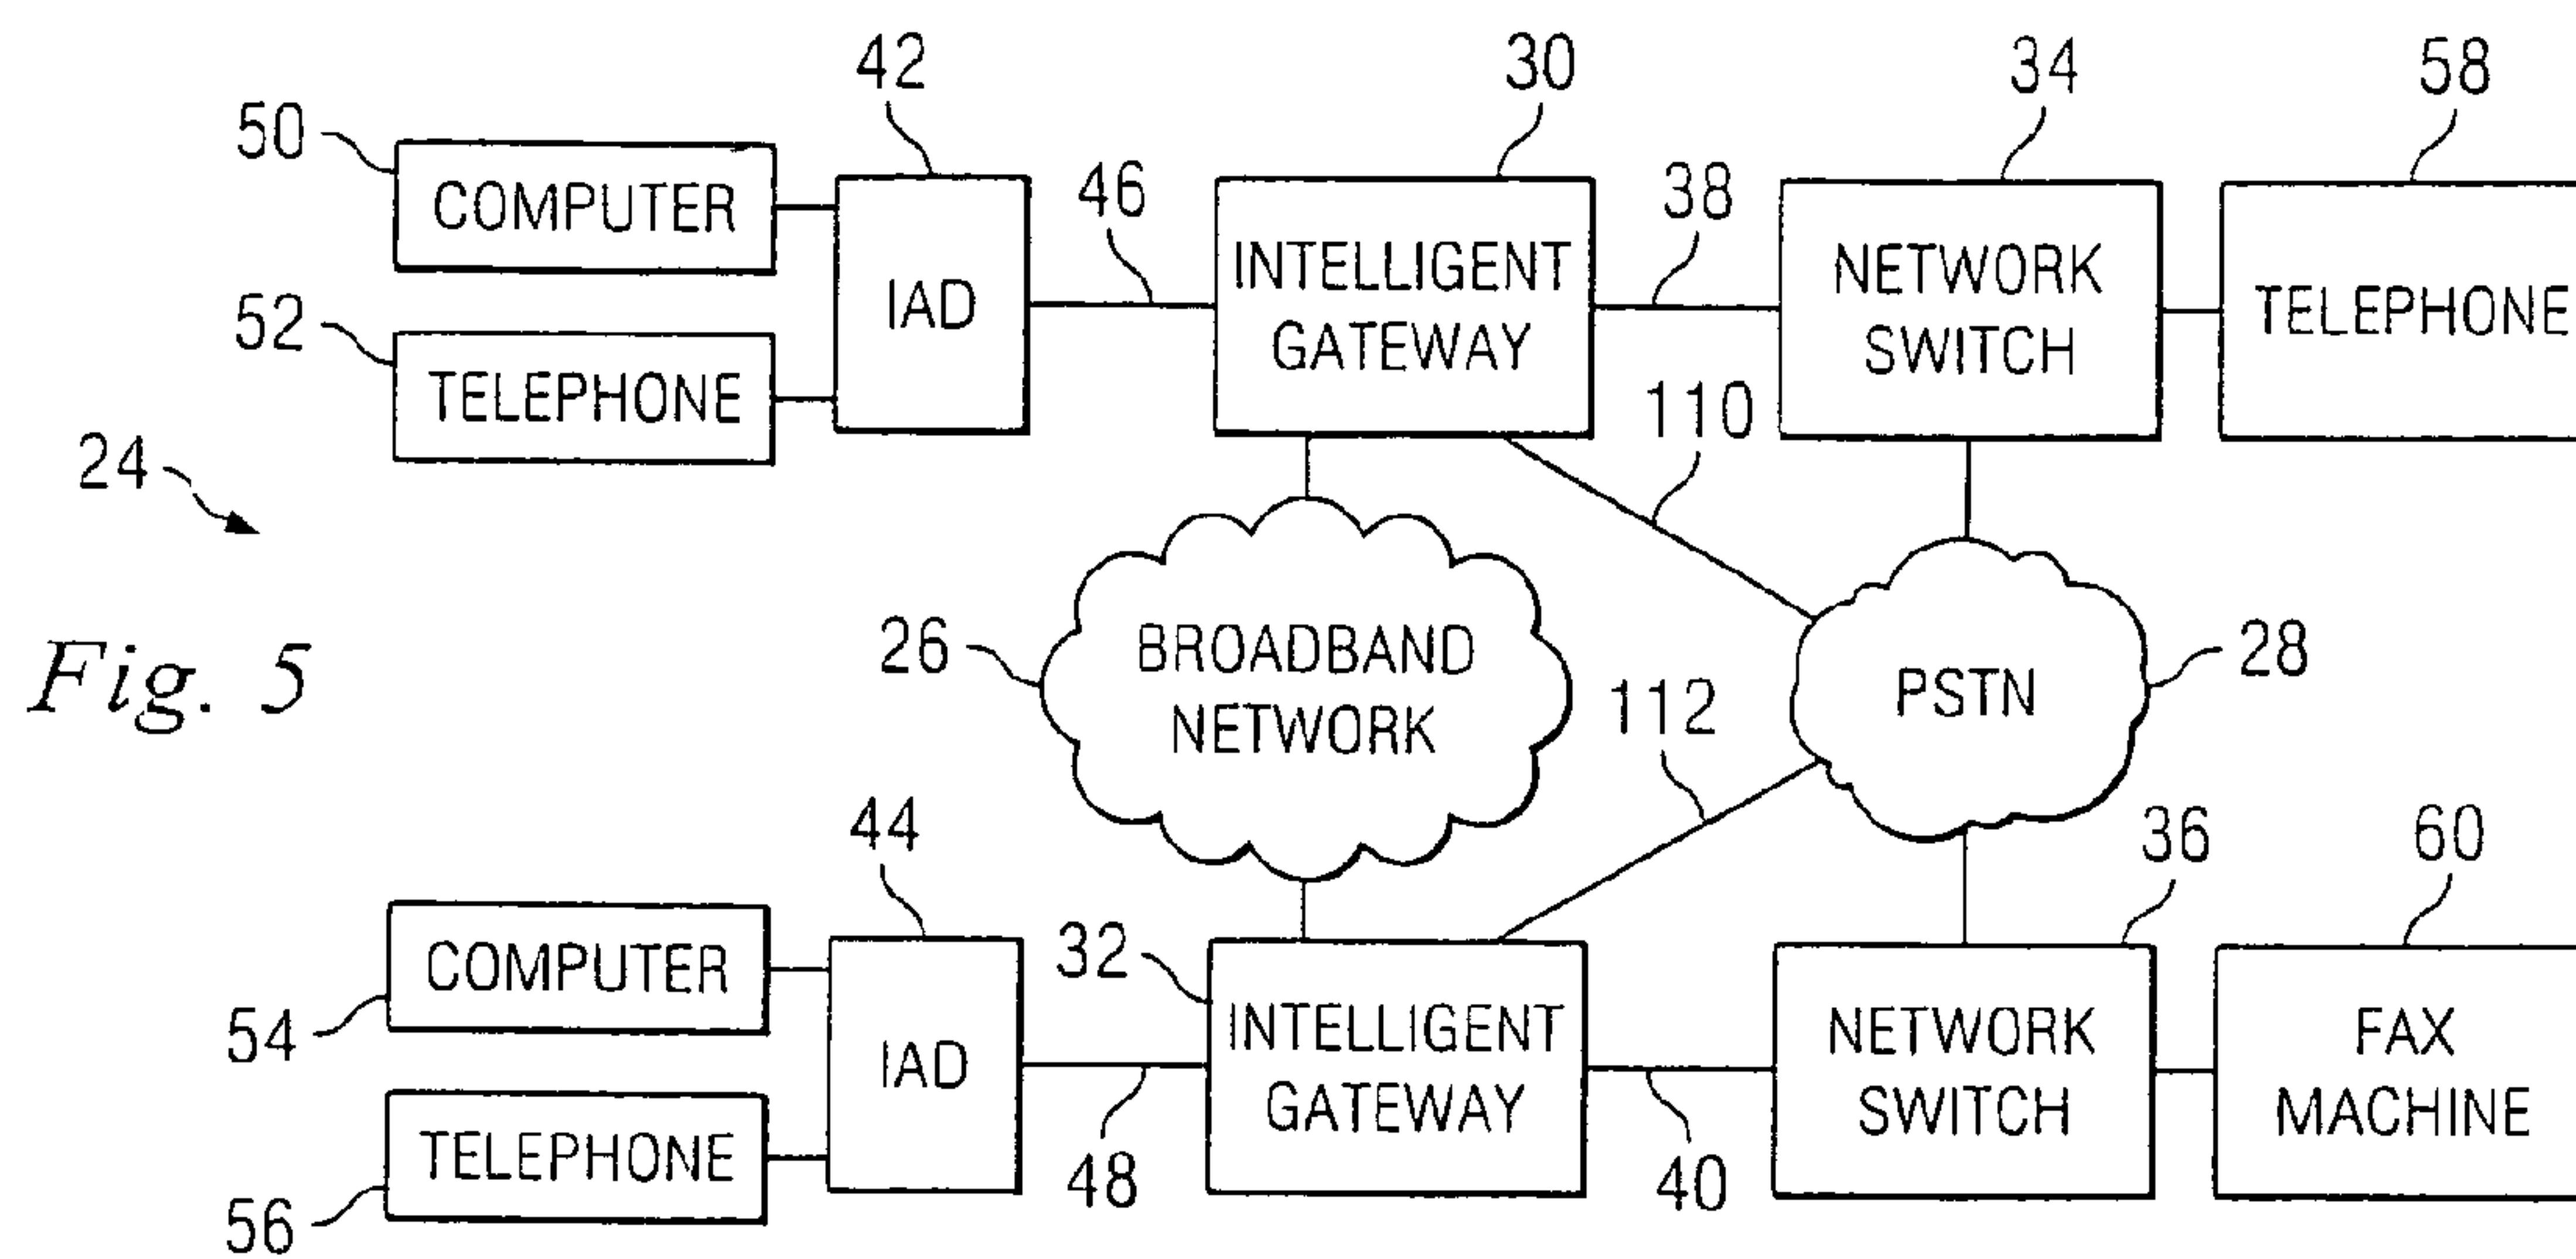 42
30
34
58
50
COMPUTER
46
38
INTELLIGENT
GATEWAY
NETWORK
SWITCH
TELEPHONE
IAD
52
TELEPHONE
110
24
Fig. 5
26
BROADBAND
NETWORK
PSTN
28
112
44
36
60
32
COMPUTER
54
IAD
INTELLIGENT
GATEWAY
NETWORK
SWITCH
FAX
MACHINE
TELEPHONE
56
48
40